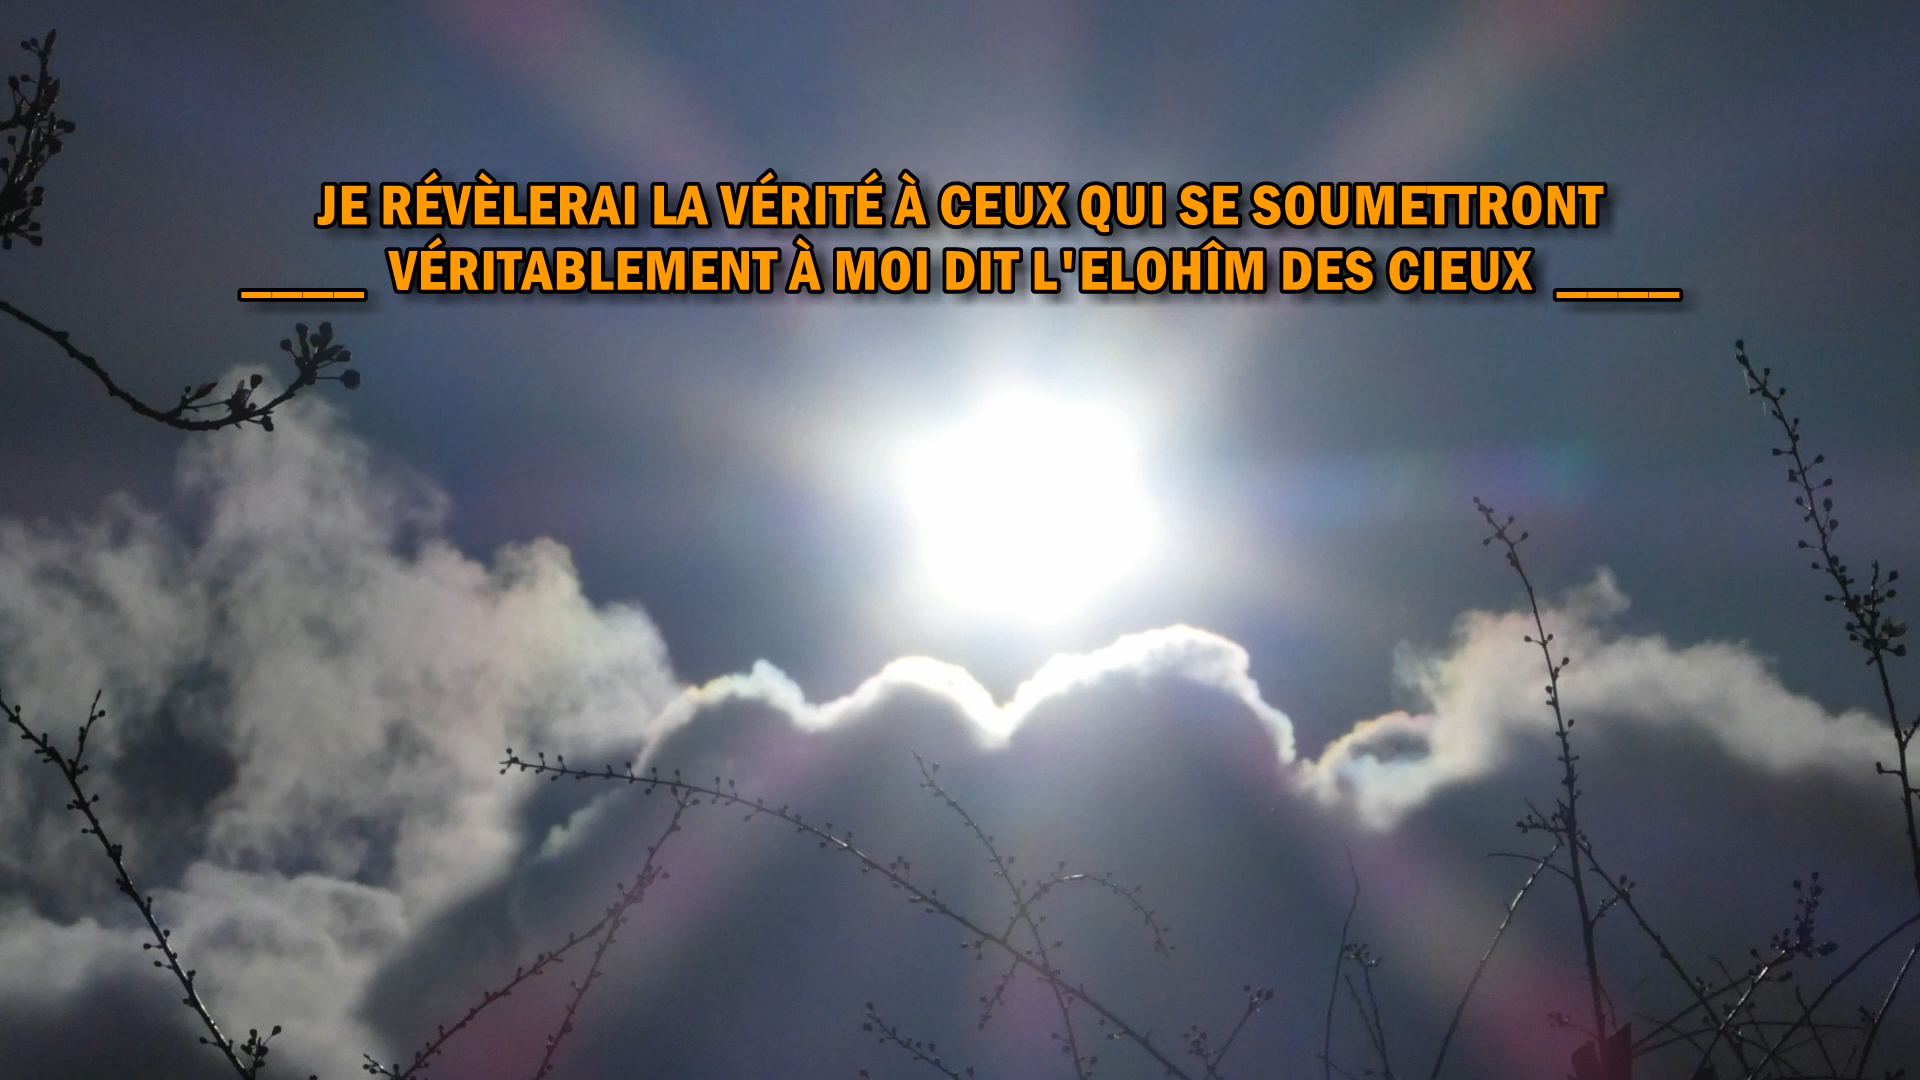 JE RÉVÈLERAI LA VÉRITÉ À CEUX QUI SE SOUMETTRONT
____ VÉRITABLEMENT À MOI DIT L'ELOHÎM DES CIEUX ____